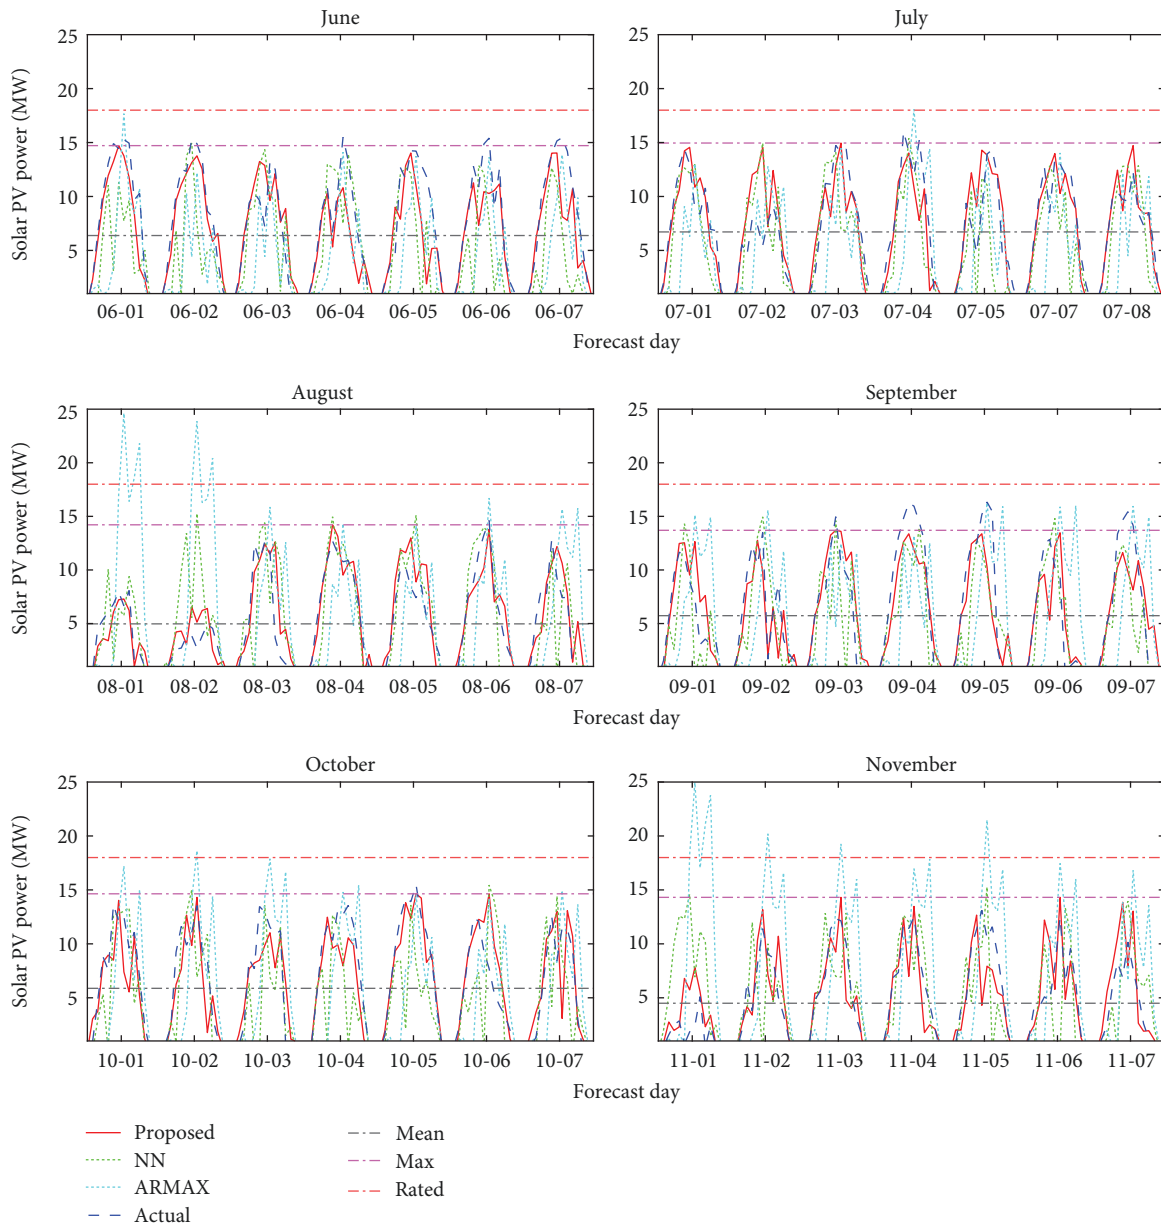 June
July
Solar PV power (MW)
25
20
15
10
5
06-01 06-02 06-03 06-04 06-05 06-06 06-07
Forecast day
25
20
15
10
5
07-01 07-02 07-03 07-04 07-05 07-07 07-08
Forecast day
August
September
Solar PV power (MW)
25
20
15
10
5
08-01 08-02 08-03 08-04 08-05 08-06 08-07
Forecast day
25
20
15
10
5
09-01 09-02 09-03 09-04 09-05 09-06 09-07
Forecast day
October
November
Solar PV power (MW)
25
20
15
10
5
10-01 10-02 10-03 10-04 10-05 10-06 10-07
Forecast day
25
20
15
10
5
11-01 11-02 11-03 11-04 11-05 11-06 11-07
Forecast day
Proposed
NN
ARMAX
Actual
Mean
Max
Rated